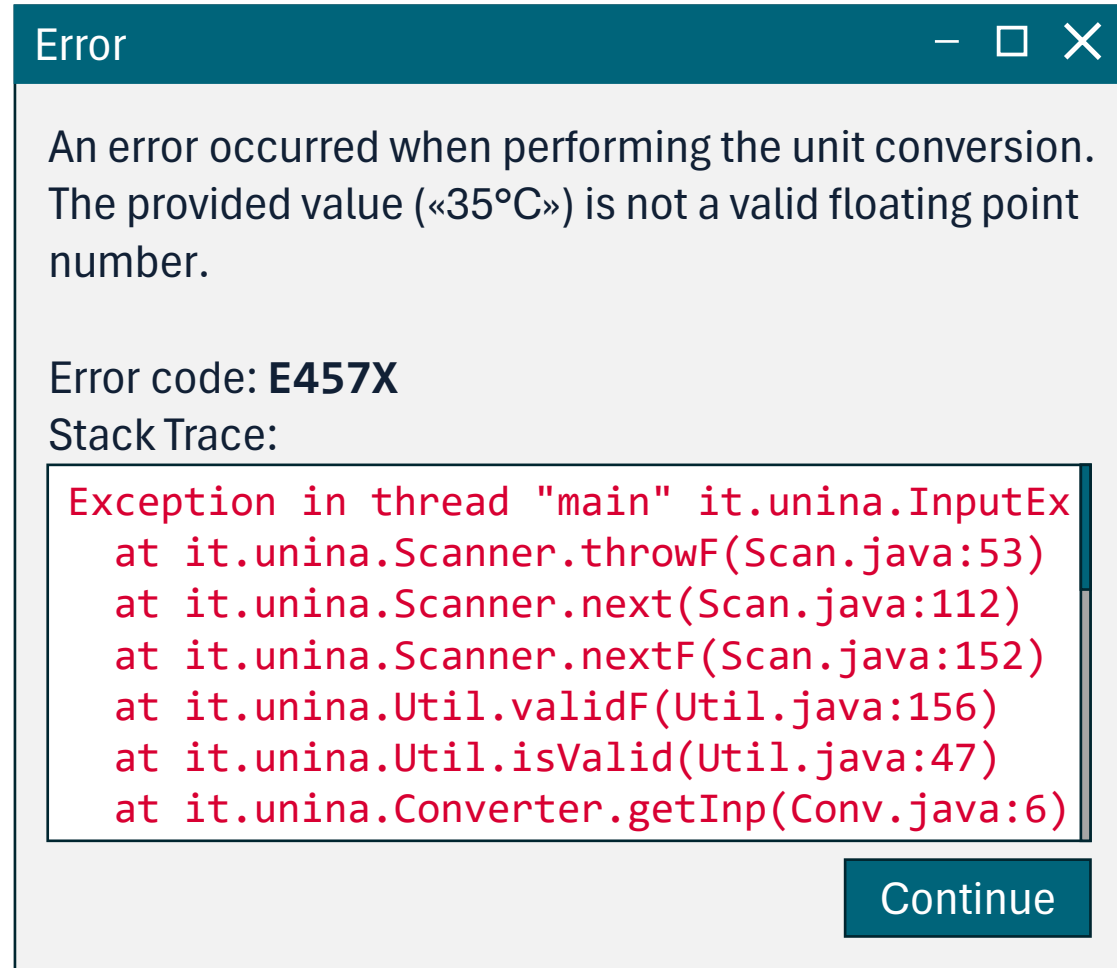 Error
An error occurred when performing the unit conversion.
The provided value («35°C») is not a valid floating point
number.
Error code: E457X
Stack Trace:
Exception in thread "main" it.unina.InputEx
at it.unina.Scanner.throwF(Scan.java:53)
at it.unina.Scanner.next(Scan.java:112)
at it.unina.Scanner.nextF(Scan.java:152)
at it.unina.Util.validF(Util.java:156)
at it.unina.Util.isValid(Util.java:47)
at it.unina.Converter.getInp(Conv.java:6)
Continue